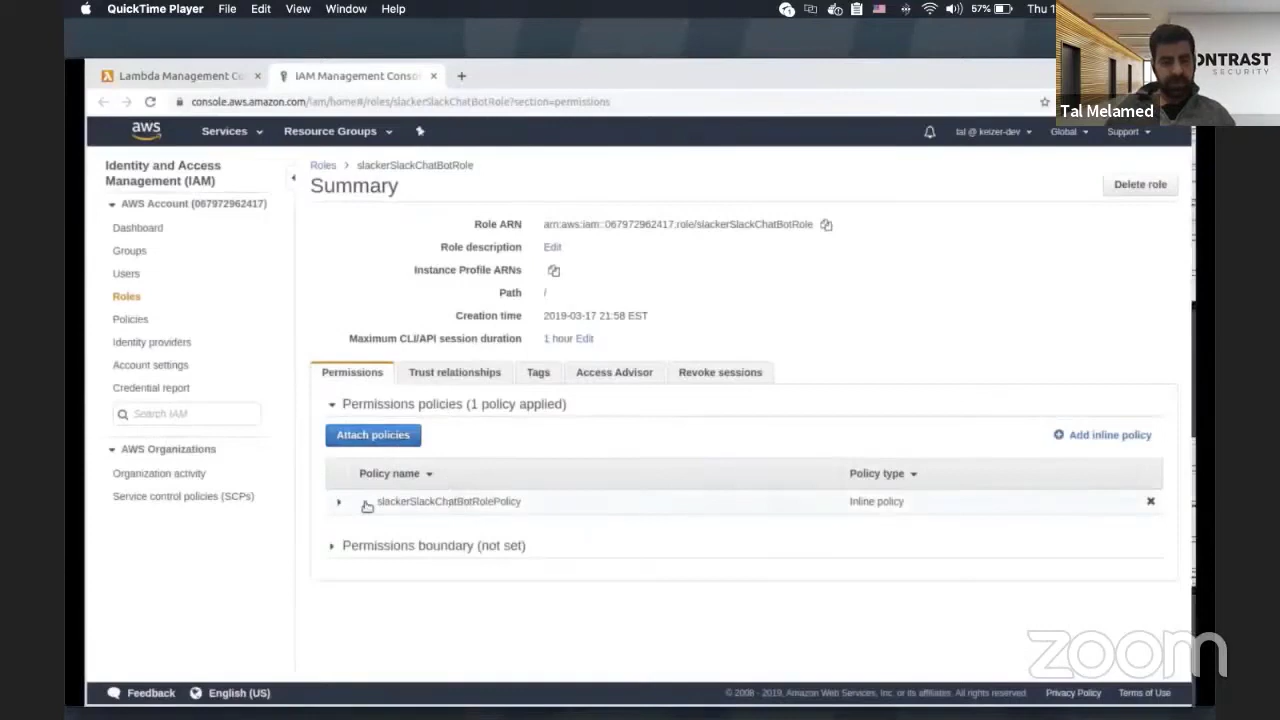 QuickTime Player File Edit View Window Help
57% Thu 1
ONTRAST
SECURITY
Tal Melamed
Lambda Management Co
IAM Management Conso
console.aws.amazon.com/iam/home#/roles/slackerSlackChatBotRole?section=permissions
aws Services Resource Groups tal @ keizer-dev Global Support
Identity and Access
Management (IAM)
AWS Account (067972962417)
Dashboard
Groups
Users
Roles
Policies
Identity providers
Account settings
Credential report
Search IAM
AWS Organizations
Organization activity
Service control policies (SCPs)
Roles > slackerSlackChatBotRole
Summary
Delete role
Role ARN arn:aws:iam::067972962417:role/slackerSlackChatBotRole
Role description Edit
Instance Profile ARNs
Path /
Creation time 2019-03-17 21:58 EST
Maximum CLI/API session duration 1 hour Edit
Permissions Trust relationships Tags Access Advisor Revoke sessions
Permissions policies (1 policy applied)
Attach policies
Add inline policy
Policy name Policy type
slackerSlackChatBotRolePolicy Inline policy
Permissions boundary (not set)
zoom
Feedback English (US)
© 2008 - 2019, Amazon Web Services, Inc. or its affiliates. All rights reserved. Privacy Policy Terms of Use